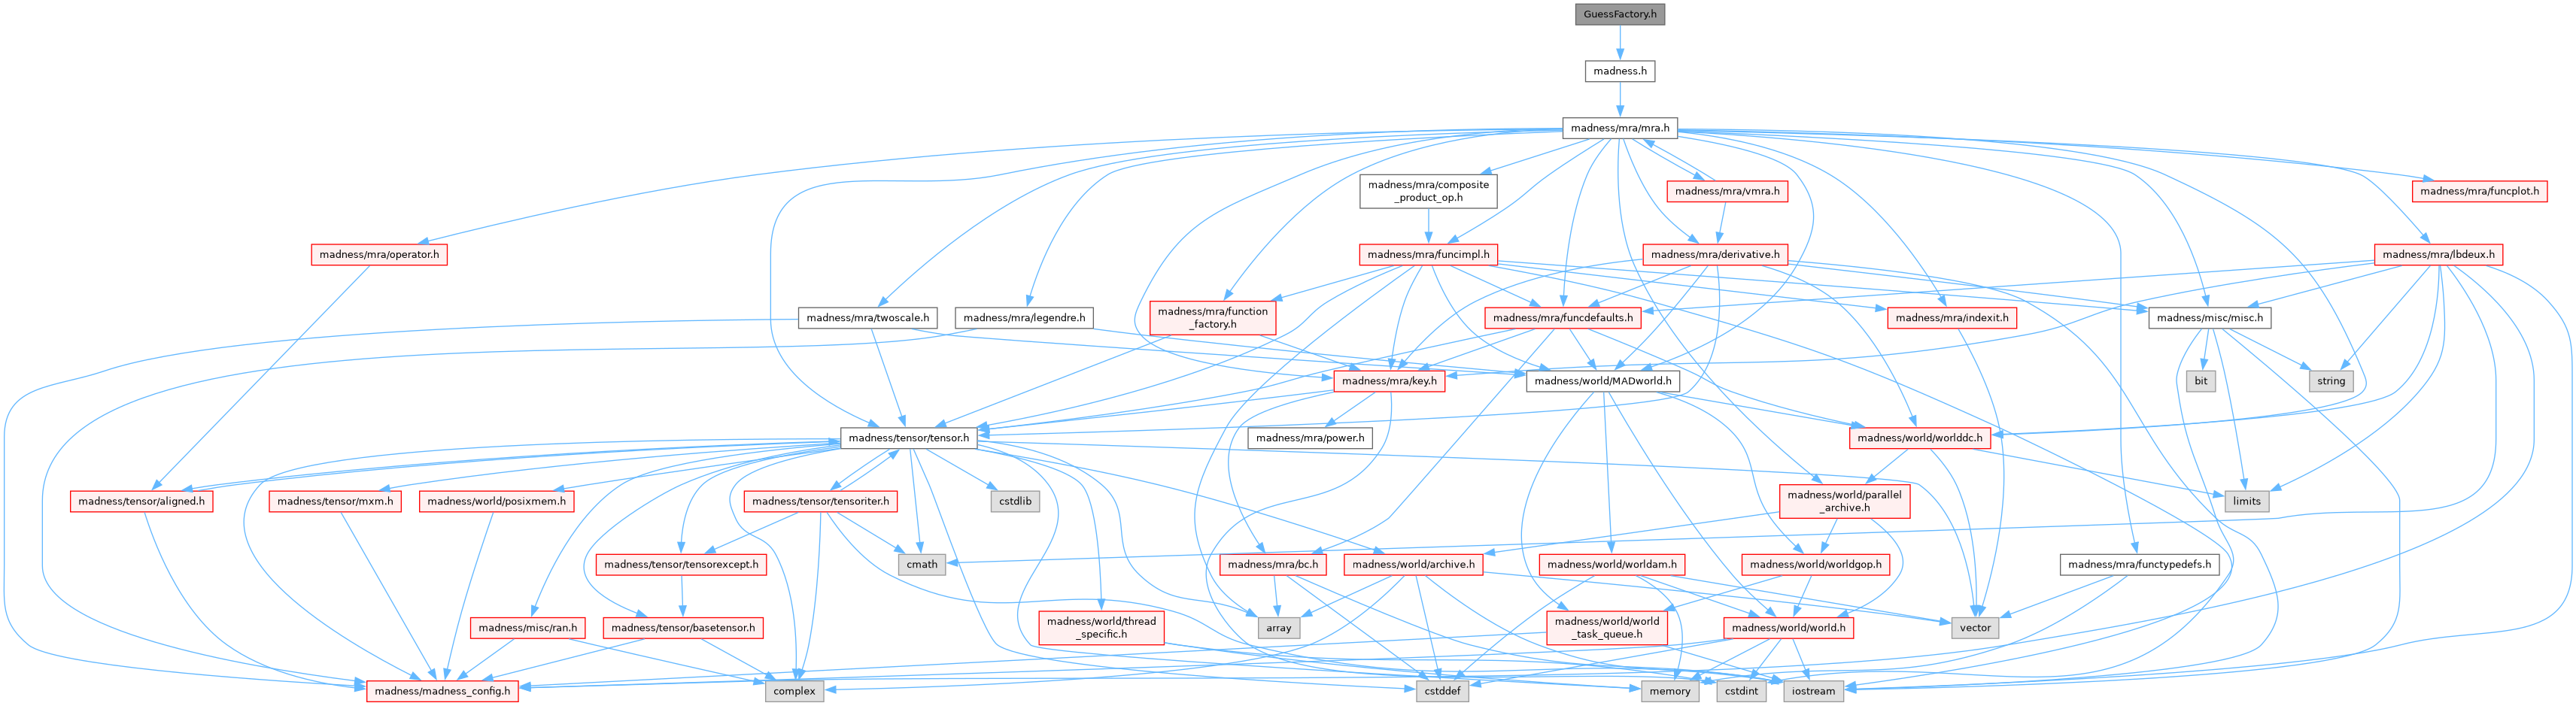 GuessFactory.h
madness.h
madness/mra/mra.h
madness/mra/composite
_product_op.h
madness/mra/vmra.h
madness/mra/funcplot.h
madness/mra/operator.h
madness/mra/funcimpl.h
madness/mra/derivative.h
madness/mra/lbdeux.h
madness/mra/twoscale.h
madness/mra/legendre.h
madness/mra/function
_factory.h
madness/mra/funcdefaults.h
madness/mra/indexit.h
madness/misc/misc.h
madness/mra/key.h
madness/world/MADworld.h
bit
string
madness/tensor/tensor.h
madness/mra/power.h
madness/world/worlddc.h
madness/tensor/aligned.h
madness/tensor/mxm.h
madness/world/posixmem.h
madness/tensor/tensoriter.h
cstdlib
madness/world/parallel
_archive.h
limits
madness/tensor/tensorexcept.h
cmath
madness/mra/bc.h
madness/world/archive.h
madness/world/worldam.h
madness/world/worldgop.h
madness/mra/functypedefs.h
madness/misc/ran.h
madness/tensor/basetensor.h
madness/world/thread
_specific.h
array
madness/world/world
_task_queue.h
madness/world/world.h
vector
madness/madness_config.h
complex
cstddef
memory
cstdint
iostream